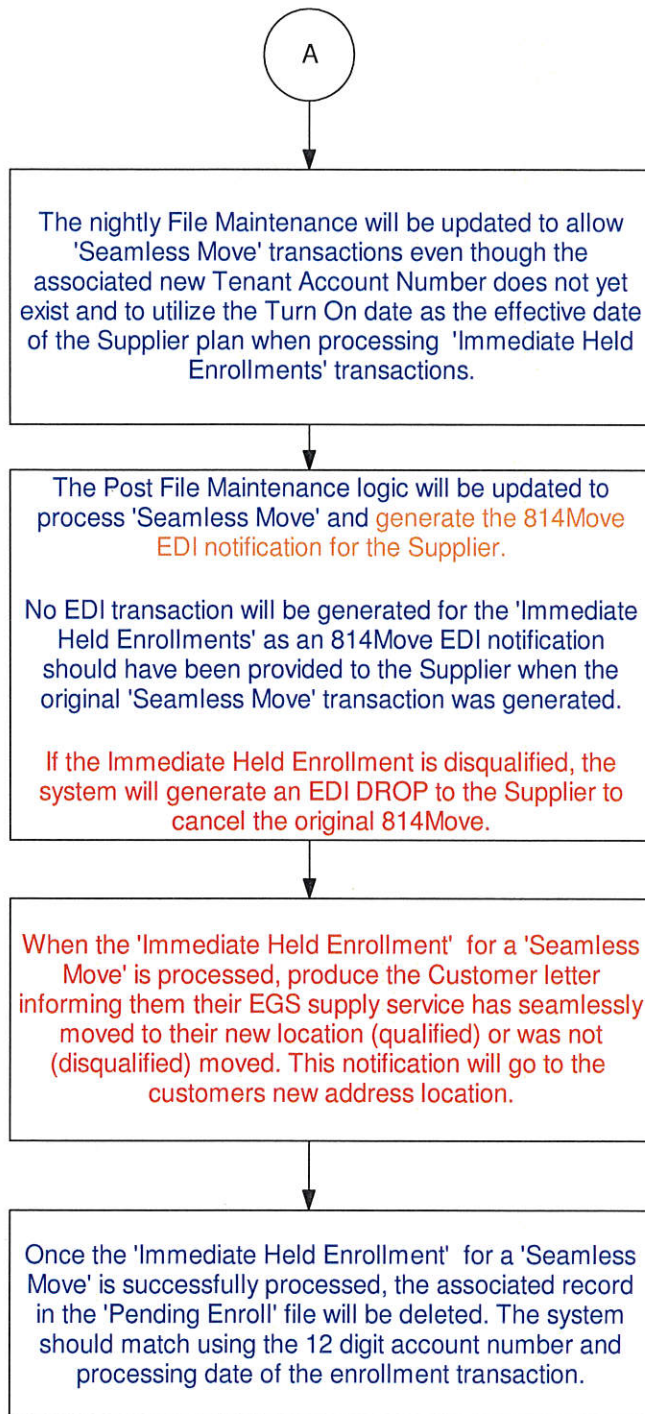 A
The nightly File Maintenance will be updated to allow
'Seamless Move' transactions even though the
associated new Tenant Account Number does not yet
exist and to utilize the Turn On date as the effective date
of the Supplier plan when processing 'Immediate Held
Enrollments' transactions.
The Post File Maintenance logic will be updated to
process 'Seamless Move' and generate the 814Move
EDI notification for the Supplier.
No EDI transaction will be generated for the 'Immediate
Held Enrollments' as an 814Move EDI notification
should have been provided to the Supplier when the
original 'Seamless Move' transaction was generated.
If the Immediate Held Enrollment is disqualified, the
system will generate an EDI DROP to the Supplier to
cancel the original 814Move.
When the 'Immediate Held Enrollment' for a 'Seamless
Move' is processed, produce the Customer letter
informing them their EGS supply service has seamlessly
moved to their new location (qualified) or was not
(disqualified) moved. This notification will go to the
customers new address location.
Once the 'Immediate Held Enrollment' for a 'Seamless
Move' is successfully processed, the associated record
in the 'Pending Enroll' file will be deleted. The system
should match using the 12 digit account number and
processing date of the enrollment transaction.